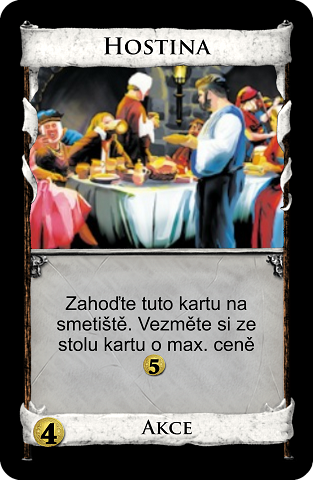 Hostina
Zahoďte tuto kartu na
smetiště. Vezměte si ze
stolu kartu o max. ceně
5
4
Akce